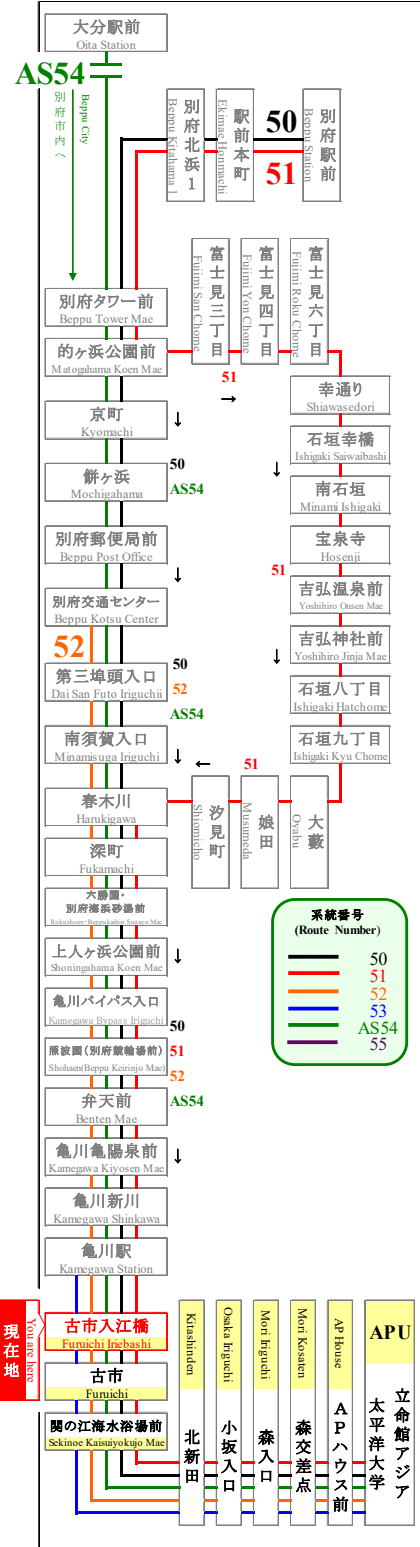 大分駅前
Oita Station
AS54
別府市内へ
Beppu City
別府北浜1
Beppu Kitahama 1
駅前本町
Ekimae Honmachi
50
51
別府駅前
Beppu Station
別府タワー前
Beppu Tower Mae
的ヶ浜公園前
Matogahama Koen Mae
富士見三丁目
Fujimi San Chome
富士見四丁目
Fujimi Yon Chome
富士見六丁目
Fujimi Roku Chome
51
→
京町
Kyomachi
↓
幸通り
Shiawasedori
石垣幸橋
Ishigaki Saiwaibashi
↓
餅ヶ浜
Mochigahama
50
AS54
南石垣
Minami Ishigaki
別府郵便局前
Beppu Post Office
↓
宝泉寺
Hosenji
51
吉弘温泉前
Yoshihiro Onsen Mae
別府交通センター
Beppu Kotsu Center
52
吉弘神社前
Yoshihiro Jinja Mae
↓
第三埠頭入口
Dai San Futo Iriguchii
50
52
AS54
石垣八丁目
Ishigaki Hatchome
南須賀入口
Minamisuga Iriguchi
↓
石垣九丁目
Ishigaki Kyu Chome
←
51
春木川
Harukigawa
汐見町
Shiomicho
娘田
Musumeda
大藪
Oyabu
深町
Fukamachi
六勝園・
別府海浜砂湯前
Rokushoen･Beppukaihin Sunayu Mae
上人ヶ浜公園前
Shoningahama Koen Mae
↓
亀川バイパス入口
Kamegawa Bypass Iriguchi
照波園(別府競輪場前)
Shohaen(Beppu Keirinjo Mae)
50
51
52
AS54
弁天前
Benten Mae
亀川亀陽泉前
Kamegawa Kiyosen Mae
↓
亀川新川
Kamegawa Shinkawa
亀川駅
Kamegawa Station
系統番号
(Route Number)
50
51
52
53
AS54
55
現在地
You are here
古市入江橋
Furuichi Iriebashi
古市
Furuichi
関の江海水浴場前
Sekinoe Kaisuiyokujo Mae
Kitashinden
北新田
Osaka Iriguchi
小坂入口
Mori Iriguchi
森入口
Mori Kosaten
森交差点
AP House
APハウス前
APU
立命館アジア
太平洋大学